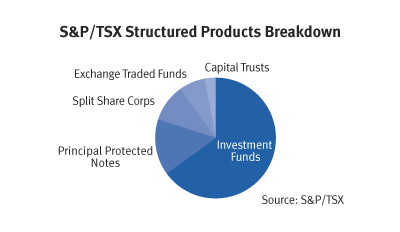 S&P/TSX Structured Products Breakdown
Capital Trusts
Exchange Traded Funds
Split Share Corps
Principal Protected
Notes
Investment
Funds
Source: S&P/TSX